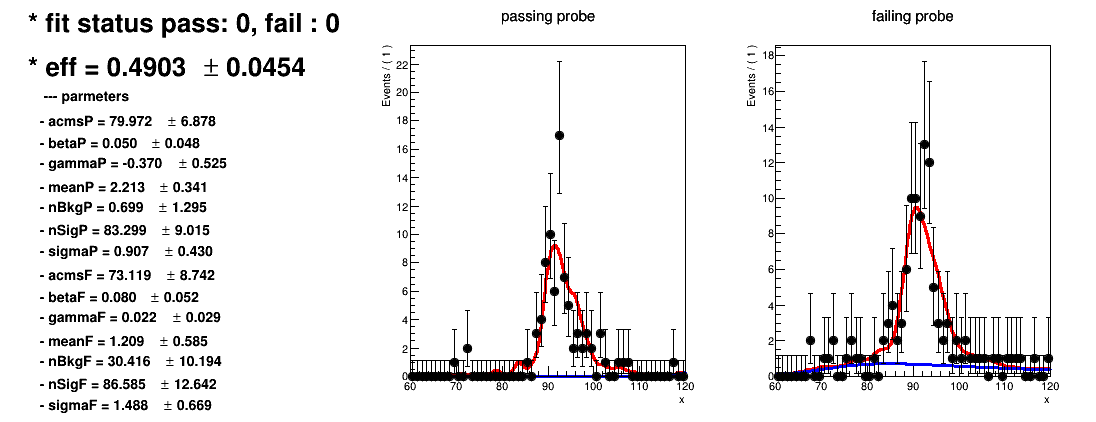 * fit status pass: 0, fail : 0
* eff = 0.4903 ± 0.0454
--- parmeters
- acmsP = 79.972 ± 6.878
- betaP = 0.050 ± 0.048
- gammaP = -0.370 ± 0.525
- meanP = 2.213 ± 0.341
- nBkgP = 0.699 ± 1.295
- nSigP = 83.299 ± 9.015
- sigmaP = 0.907 ± 0.430
- acmsF = 73.119 ± 8.742
- betaF = 0.080 ± 0.052
- gammaF = 0.022 ± 0.029
- meanF = 1.209 ± 0.585
- nBkgF = 30.416 ± 10.194
- nSigF = 86.585 ± 12.642
- sigmaF = 1.488 ± 0.669
passing probe
Events / ( 1 )
22
20
18
16
14
12
10
8
6
4
2
0
60 70 80 90 100 110 120
x
failing probe
Events / ( 1 )
18
16
14
12
10
8
6
4
2
0
60 70 80 90 100 110 120
x